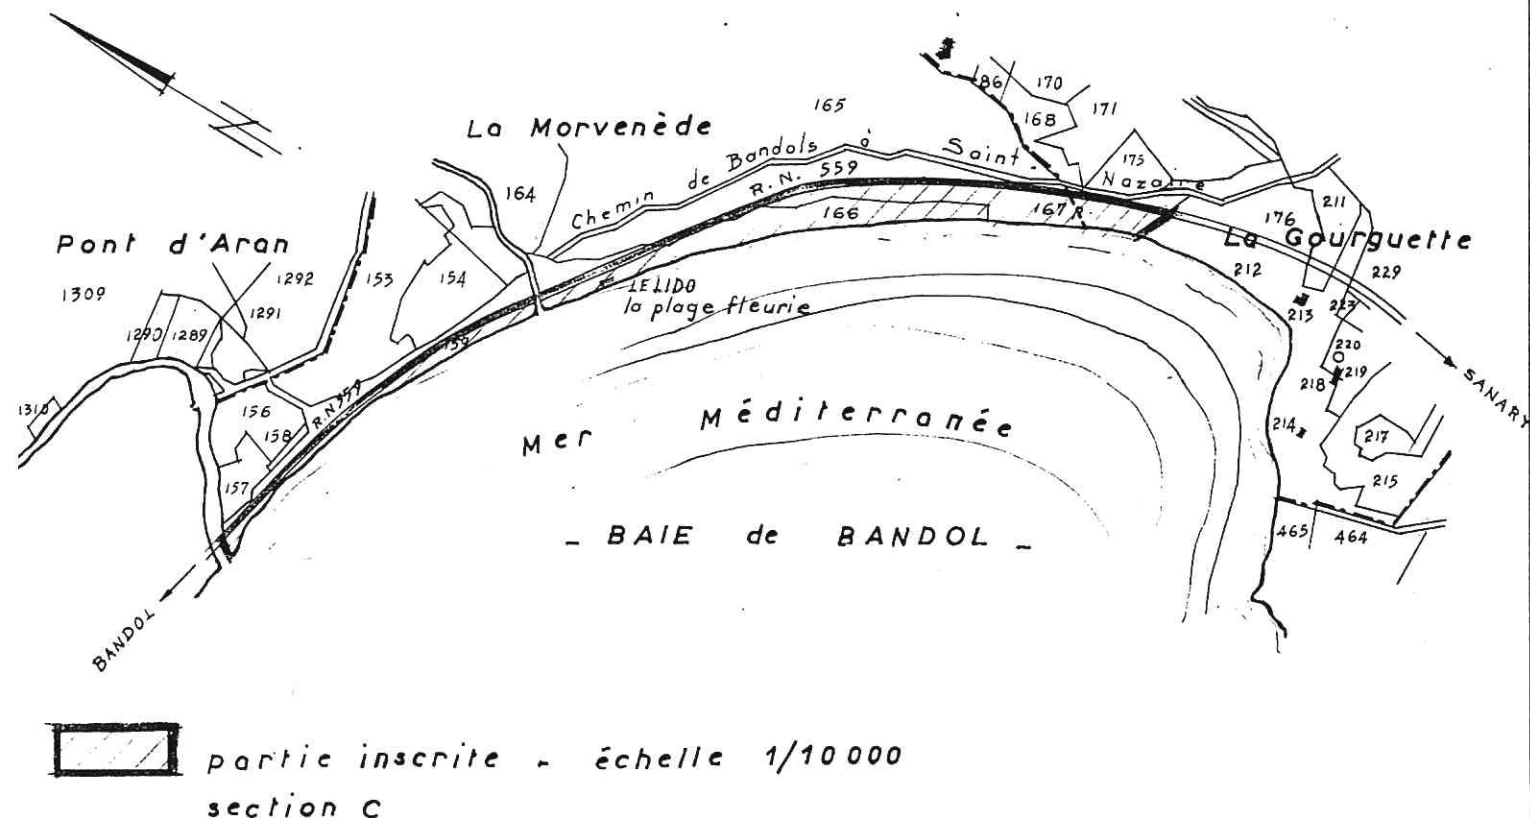 165
86
170
168
171
La Morvenède
Chemin de Bandols à Saint-Nazaire
R. N. 559
175
164
166
167
R
176
211
Pont d'Aran
1309
1292
153
154
1290
1289
1291
LE LIDO
la plage fleurie
La Gourguette
212
229
213
223
220
218
219
214
217
215
465
464
1310
156
158
157
R.N 559
Mer Méditerranée
- BAIE de BANDOL -
BANDOL
SANARY
partie inscrite - échelle 1/10 000
section C